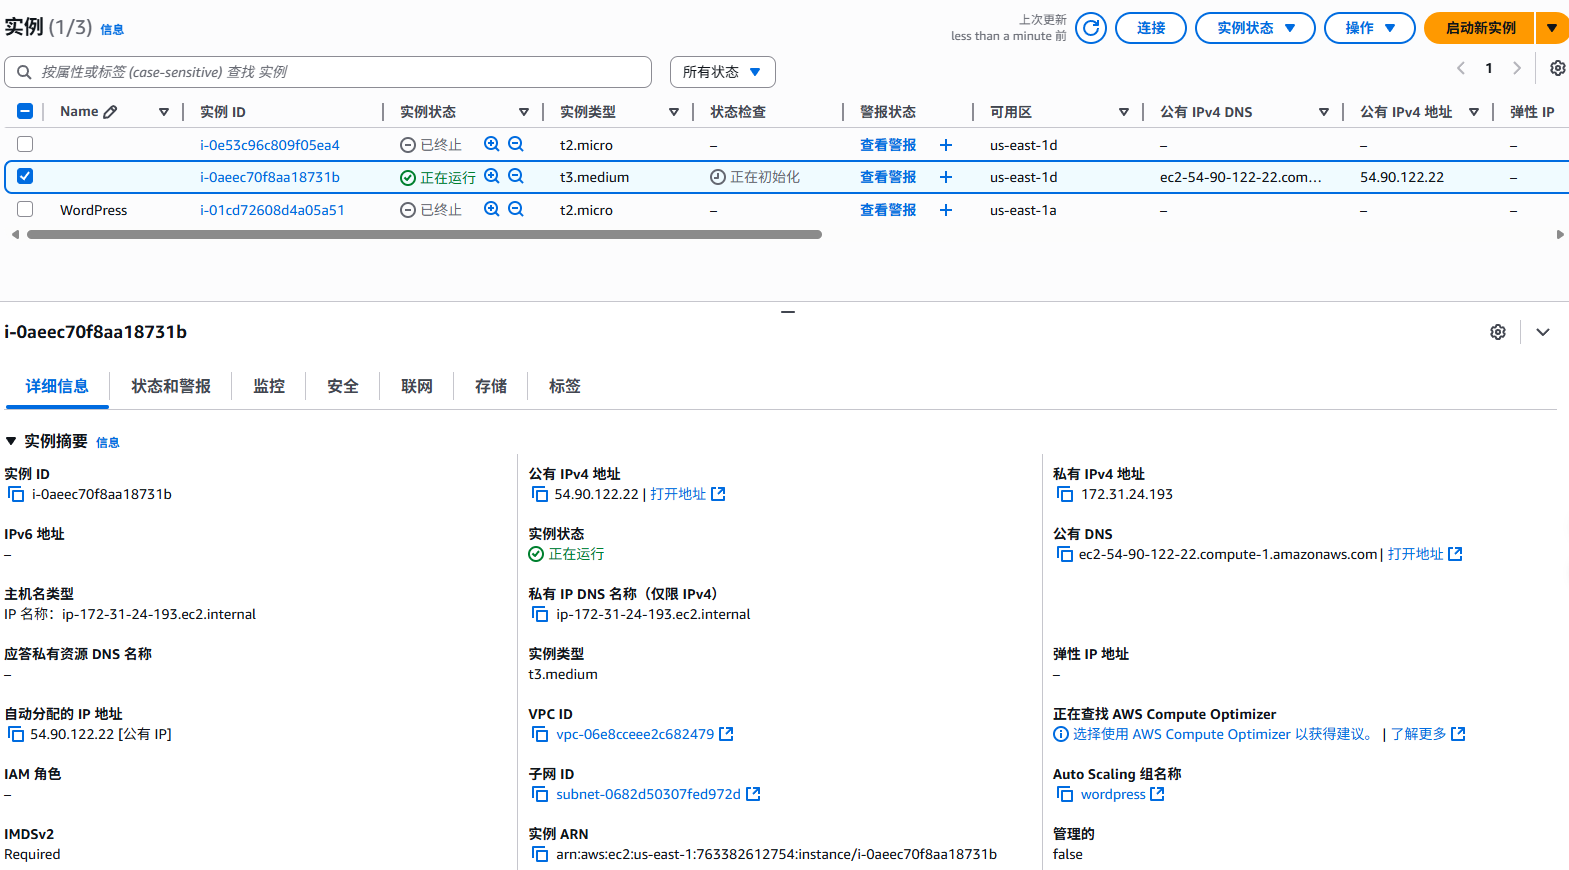 实例 (1/3) 信息
上次更新
less than a minute 前
连接
实例状态
操作
启动新实例
按属性或标签 (case-sensitive) 查找 实例
所有状态
1
Name 实例 ID 实例状态 实例类型 状态检查 警报状态 可用区 公有 IPv4 DNS 公有 IPv4 地址 弹性 IP
i-0e53c96c809f05ea4 已终止 t2.micro – 查看警报 + us-east-1d – – –
i-0aeec70f8aa18731b 正在运行 t3.medium 正在初始化 查看警报 + us-east-1d ec2-54-90-122-22.com... 54.90.122.22 –
WordPress i-01cd72608d4a05a51 已终止 t2.micro – 查看警报 + us-east-1a – – –
i-0aeec70f8aa18731b
详细信息 状态和警报 监控 安全 联网 存储 标签
实例摘要 信息
实例 ID
i-0aeec70f8aa18731b
公有 IPv4 地址
54.90.122.22 | 打开地址
私有 IPv4 地址
172.31.24.193
IPv6 地址
–
实例状态
正在运行
公有 DNS
ec2-54-90-122-22.compute-1.amazonaws.com | 打开地址
主机名类型
IP 名称：ip-172-31-24-193.ec2.internal
私有 IP DNS 名称（仅限 IPv4）
ip-172-31-24-193.ec2.internal
应答私有资源 DNS 名称
–
实例类型
t3.medium
弹性 IP 地址
–
自动分配的 IP 地址
54.90.122.22 [公有 IP]
VPC ID
vpc-06e8cceee2c682479
正在查找 AWS Compute Optimizer
选择使用 AWS Compute Optimizer 以获得建议。 | 了解更多
IAM 角色
–
子网 ID
subnet-0682d50307fed972d
Auto Scaling 组名称
wordpress
IMDSv2
Required
实例 ARN
arn:aws:ec2:us-east-1:763382612754:instance/i-0aeec70f8aa18731b
管理的
false